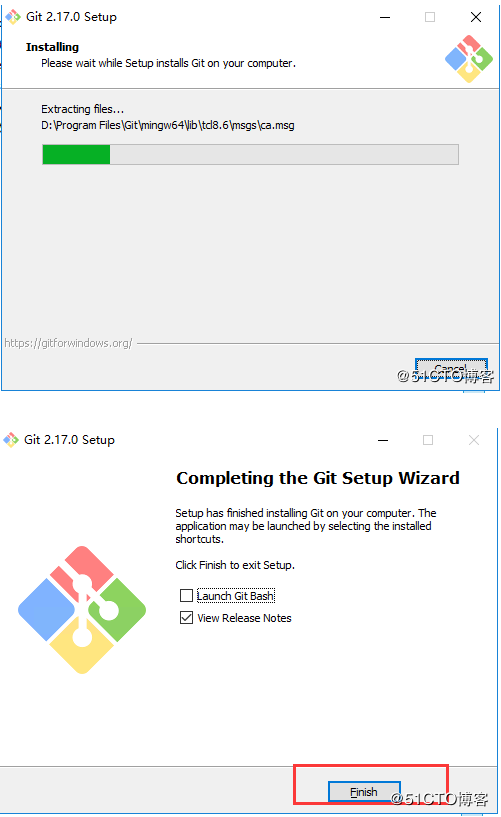 Git 2.17.0 Setup
Installing
Please wait while Setup installs Git on your computer.
Extracting files...
D:\Program Files\Git\mingw64\lib\tcl8.6\msgs\ca.msg
https://gitforwindows.org/
Cancel
@51CTO博客
Git 2.17.0 Setup
Completing the Git Setup Wizard
Setup has finished installing Git on your computer. The
application may be launched by selecting the installed
shortcuts.
Click Finish to exit Setup.
Launch Git Bash
View Release Notes
Finish
@51CTO博客